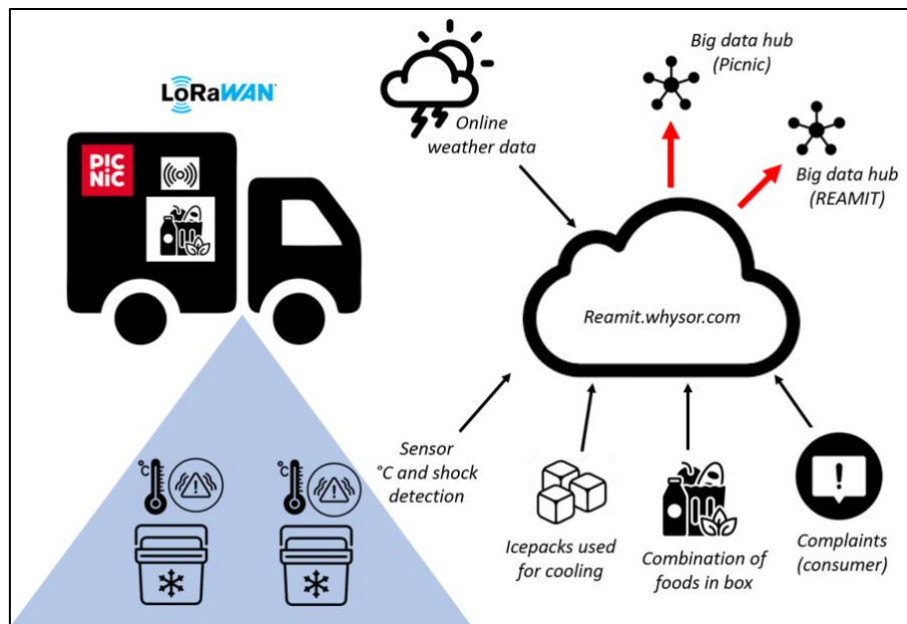 LoRaWAN
PIC
NiC
Online
weather data
Big data hub
(Picnic)
Big data hub
(REAMIT)
Reamit.whysor.com
Sensor
°C and shock
detection
Icepacks used
for cooling
Combination of
foods in box
Complaints
(consumer)
°C
!
°C
!
!